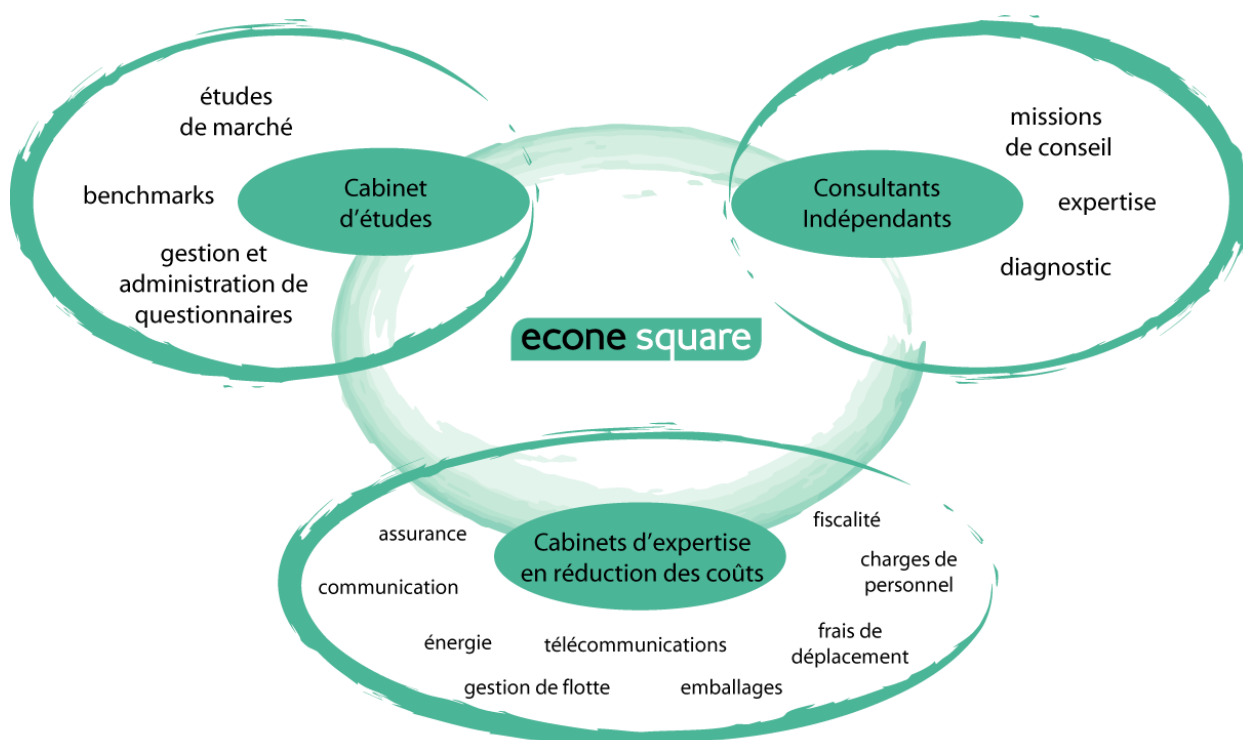 études
de marché
benchmarks
gestion et
administration de
questionnaires
Cabinet
d’études
missions
de conseil
expertise
diagnostic
Consultants
Indépendants
econe square
assurance
communication
énergie
gestion de flotte
télécommunications
emballages
Cabinets d’expertise
en réduction des coûts
fiscalité
charges de
personnel
frais de
déplacement